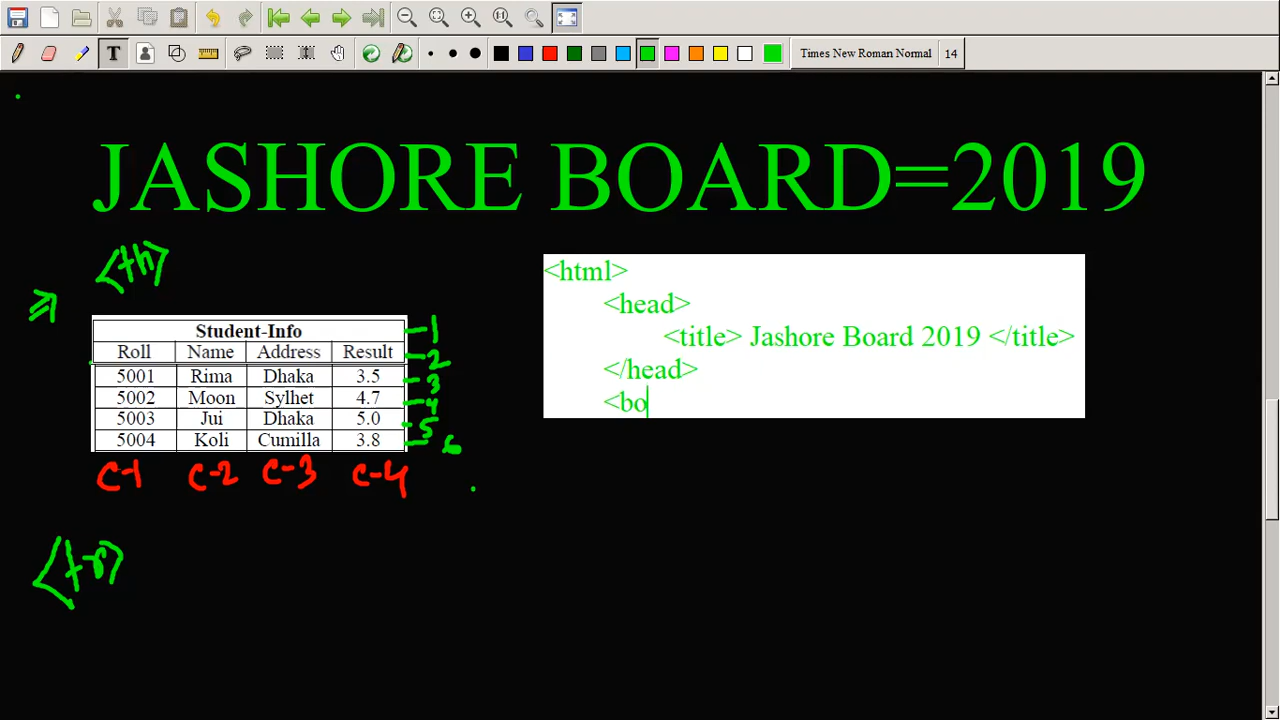 Times New Roman Normal 14
JASHORE BOARD=2019
<th>
Student-Info 1
Roll Name Address Result 2
5001 Rima Dhaka 3.5 3
5002 Moon Sylhet 4.7 4
5003 Jui Dhaka 5.0 5
5004 Koli Cumilla 3.8 6
C-1 C-2 C-3 C-4
<tr>
<html>
<head>
<title> Jashore Board 2019 </title>
</head>
<bo